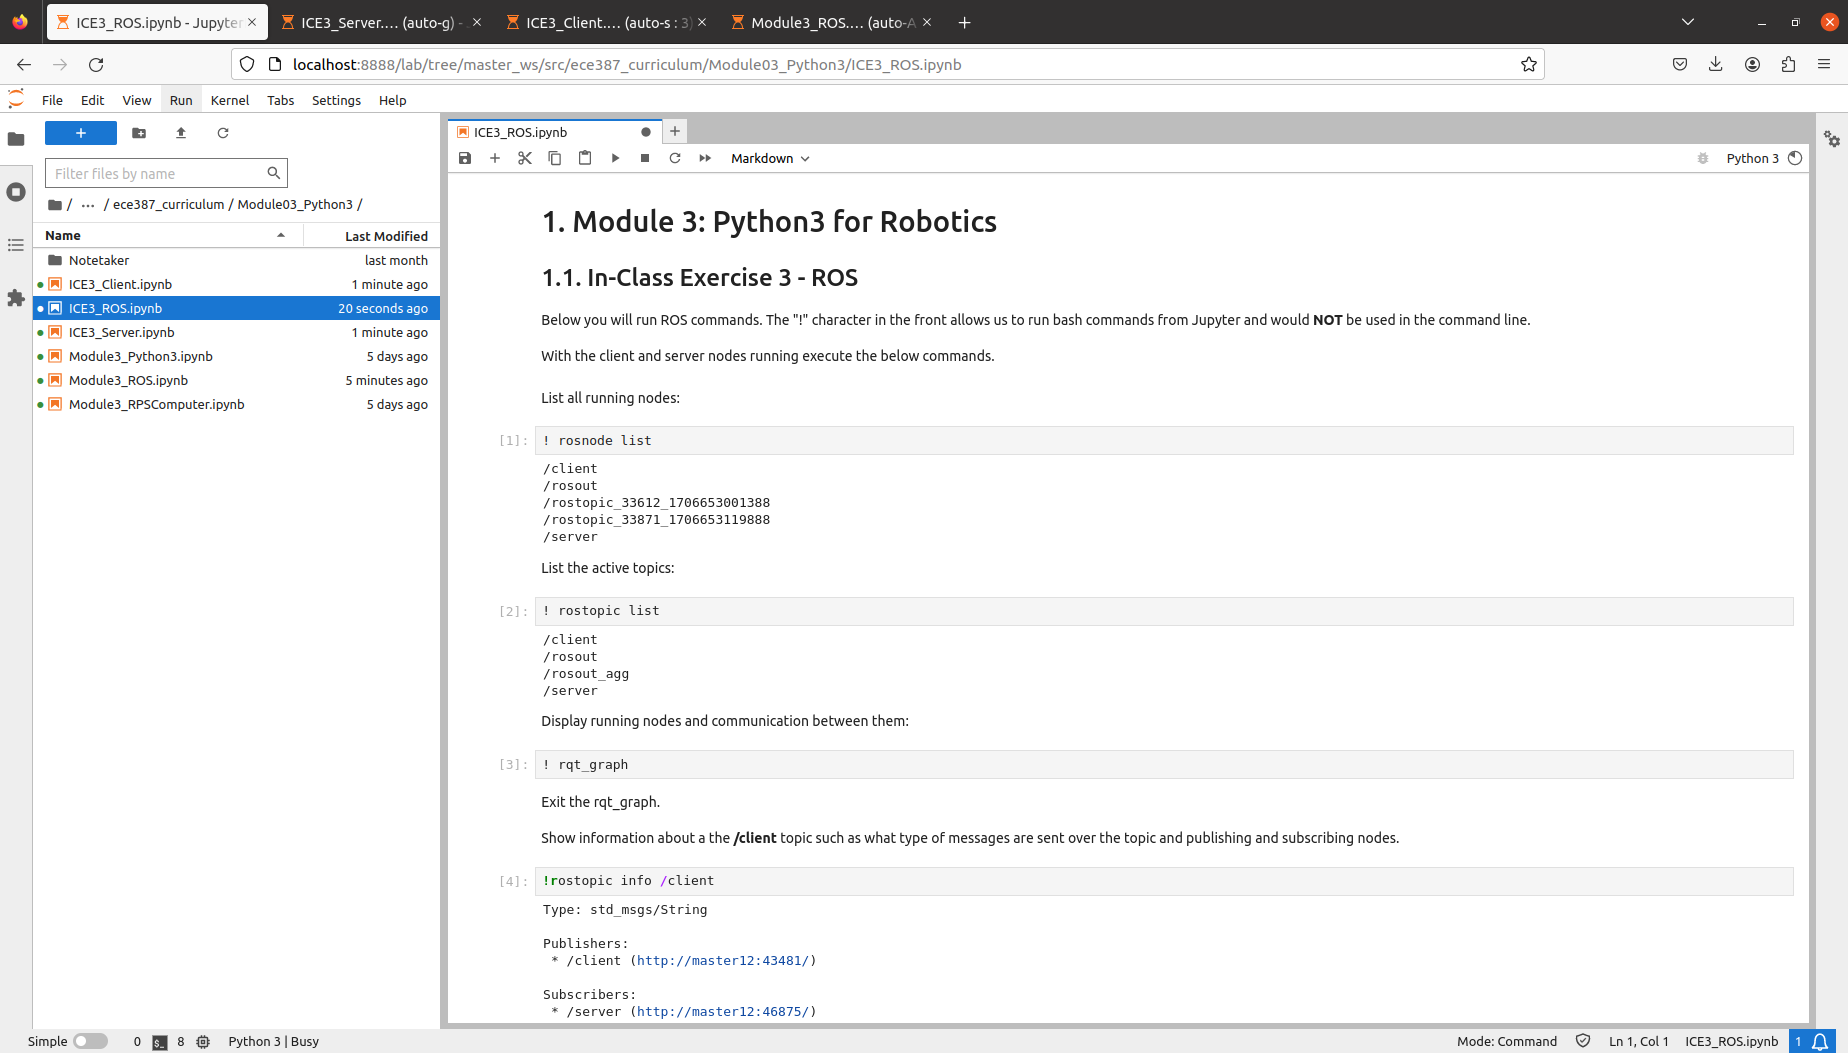 ICE3_ROS.ipynb - Jupyter
ICE3_Server.… (auto-g) -
ICE3_Client.… (auto-s : 3)
Module3_ROS.… (auto-A
localhost:8888/lab/tree/master_ws/src/ece387_curriculum/Module03_Python3/ICE3_ROS.ipynb
File Edit View Run Kernel Tabs Settings Help
Filter files by name
/ ··· / ece387_curriculum / Module03_Python3 /
Name Last Modified
Notetaker last month
ICE3_Client.ipynb 1 minute ago
ICE3_ROS.ipynb 20 seconds ago
ICE3_Server.ipynb 1 minute ago
Module3_Python3.ipynb 5 days ago
Module3_ROS.ipynb 5 minutes ago
Module3_RPSComputer.ipynb 5 days ago
ICE3_ROS.ipynb
Markdown
Python 3
1. Module 3: Python3 for Robotics
1.1. In-Class Exercise 3 - ROS
Below you will run ROS commands. The "!" character in the front allows us to run bash commands from Jupyter and would NOT be used in the command line.
With the client and server nodes running execute the below commands.
List all running nodes:
[1]: ! rosnode list
/client
/rosout
/rostopic_33612_1706653001388
/rostopic_33871_1706653119888
/server
List the active topics:
[2]: ! rostopic list
/client
/rosout
/rosout_agg
/server
Display running nodes and communication between them:
[3]: ! rqt_graph
Exit the rqt_graph.
Show information about a the /client topic such as what type of messages are sent over the topic and publishing and subscribing nodes.
[4]: !rostopic info /client
Type: std_msgs/String
Publishers:
* /client (http://master12:43481/)
Subscribers:
* /server (http://master12:46875/)
Simple 0 $_ 8 Python 3 | Busy Mode: Command Ln 1, Col 1 ICE3_ROS.ipynb 1